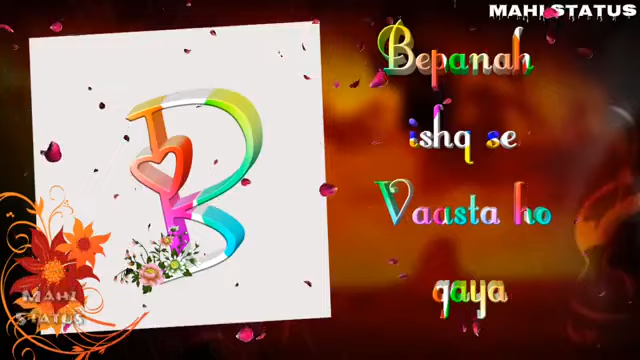 MAHI STATUS
Bepanah
ishq se
Vaasta ho
gaya
B
MAHI
STATUS